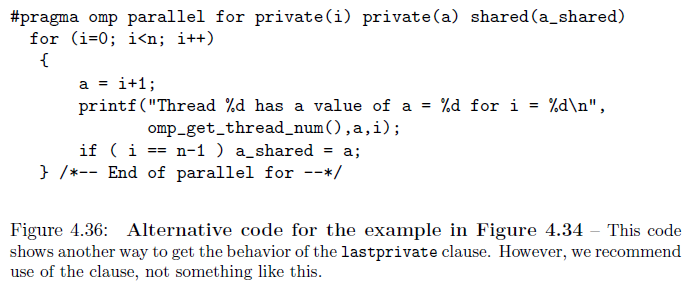 #pragma omp parallel for private(i) private(a) shared(a_shared)
  for (i=0; i<n; i++)
   {
       a = i+1;
       printf("Thread %d has a value of a = %d for i = %d\n",
              omp_get_thread_num(),a,i);
       if ( i == n-1 ) a_shared = a;
   } /*-- End of parallel for --*/
Figure 4.36: Alternative code for the example in Figure 4.34 – This code
shows another way to get the behavior of the lastprivate clause. However, we recommend
use of the clause, not something like this.